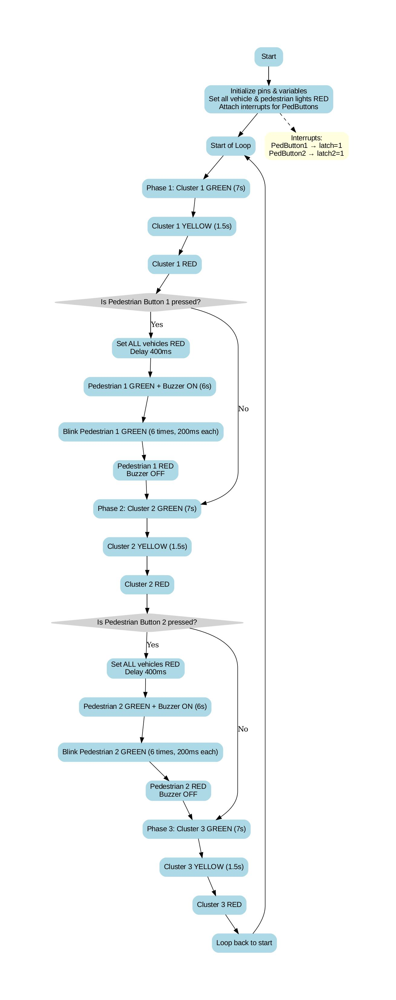 Start
Initialize pins & variables
Set all vehicle & pedestrian lights RED
Attach interrupts for PedButtons
Interrupts:
PedButton1 → latch=1
PedButton2 → latch2=1
Start of Loop
Phase 1: Cluster 1 GREEN (7s)
Cluster 1 YELLOW (1.5s)
Cluster 1 RED
Is Pedestrian Button 1 pressed?
Yes
Set ALL vehicles RED
Delay 400ms
Pedestrian 1 GREEN + Buzzer ON (6s)
No
Blink Pedestrian 1 GREEN (6 times, 200ms each)
Pedestrian 1 RED
Buzzer OFF
Phase 2: Cluster 2 GREEN (7s)
Cluster 2 YELLOW (1.5s)
Cluster 2 RED
Is Pedestrian Button 2 pressed?
Yes
Set ALL vehicles RED
Delay 400ms
Pedestrian 2 GREEN + Buzzer ON (6s)
No
Blink Pedestrian 2 GREEN (6 times, 200ms each)
Pedestrian 2 RED
Buzzer OFF
Phase 3: Cluster 3 GREEN (7s)
Cluster 3 YELLOW (1.5s)
Cluster 3 RED
Loop back to start